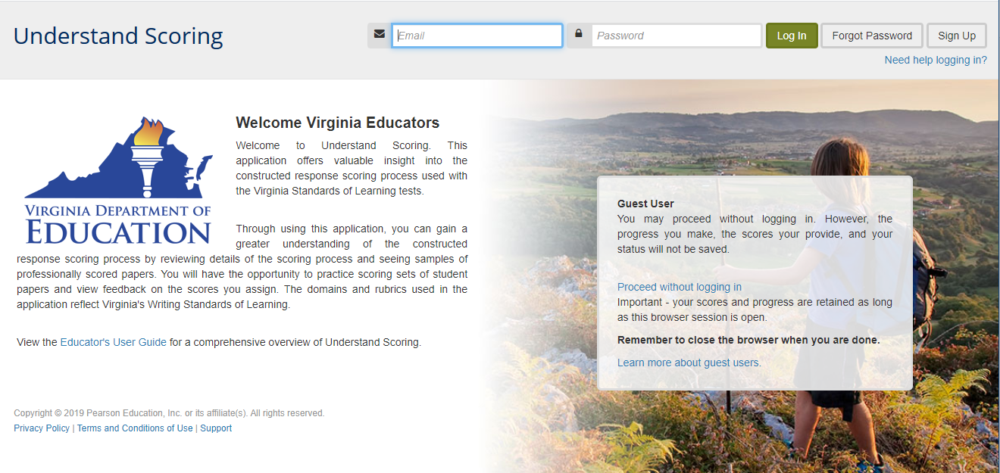 Understand Scoring
Email
Password
Log In
Forgot Password
Sign Up
Need help logging in?
VIRGINIA DEPARTMENT OF
EDUCATION
Welcome Virginia Educators
Welcome to Understand Scoring. This
application offers valuable insight into the
constructed response scoring process used with
the Virginia Standards of Learning tests.
Through using this application, you can gain a
greater understanding of the constructed
response scoring process by reviewing details of the scoring process and seeing samples of
professionally scored papers. You will have the opportunity to practice scoring sets of student
papers and view feedback on the scores you assign. The domains and rubrics used in the
application reflect Virginia's Writing Standards of Learning.
View the Educator's User Guide for a comprehensive overview of Understand Scoring.
Guest User
You may proceed without logging in. However, the
progress you make, the scores your provide, and your
status will not be saved.
Proceed without logging in
Important - your scores and progress are retained as long
as this browser session is open.
Remember to close the browser when you are done.
Learn more about guest users.
Copyright © 2019 Pearson Education, Inc. or its affiliate(s). All rights reserved.
Privacy Policy | Terms and Conditions of Use | Support